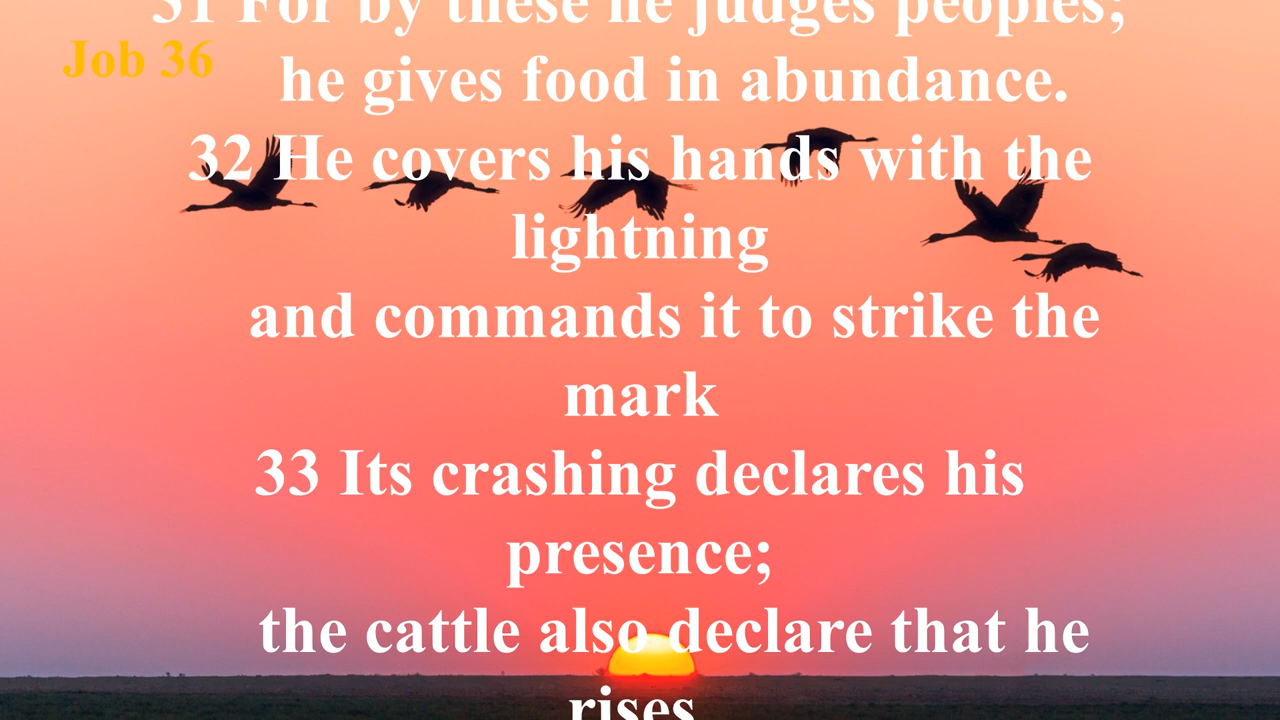 31 For by these he judges peoples;
Job 36
he gives food in abundance.
32 He covers his hands with the
lightning
and commands it to strike the
mark
33 Its crashing declares his
presence;
the cattle also declare that he
rises